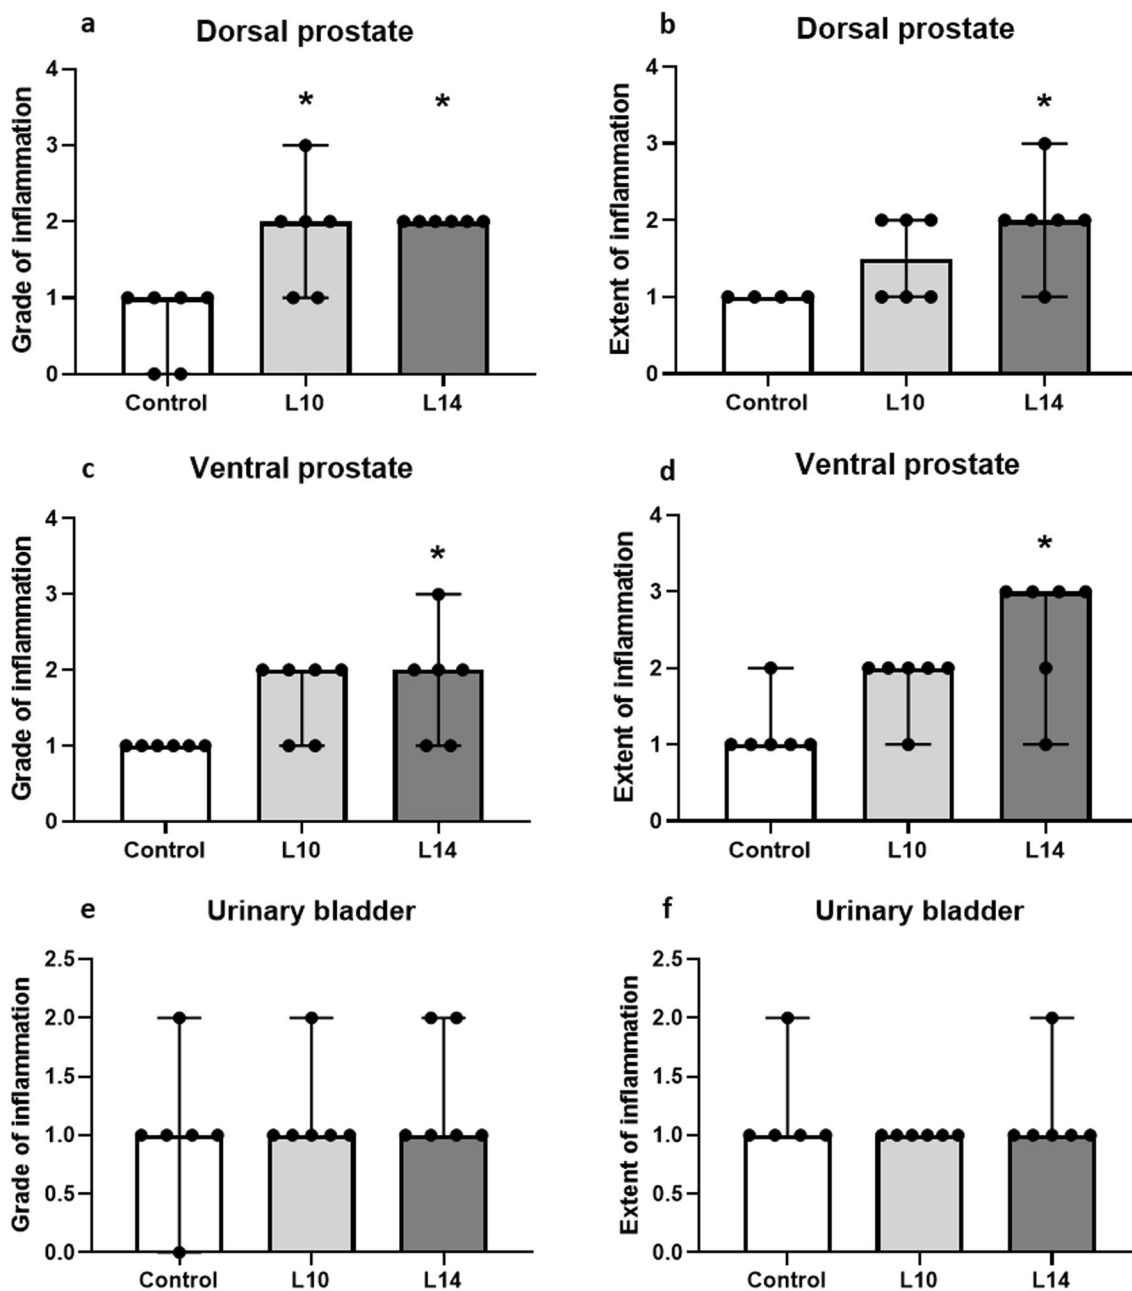 a
Dorsal prostate
Grade of inflammation
4
*
*
3
2
1
0
Control
L10
L14
b
Dorsal prostate
Extent of inflammation
4
*
3
2
1
0
Control
L10
L14
c
Ventral prostate
Grade of inflammation
4
*
3
2
1
0
Control
L10
L14
d
Ventral prostate
Extent of inflammation
4
*
3
2
1
0
Control
L10
L14
e
Urinary bladder
Grade of inflammation
2.5
2.0
1.5
1.0
0.5
0.0
Control
L10
L14
f
Urinary bladder
Extent of inflammation
2.5
2.0
1.5
1.0
0.5
0.0
Control
L10
L14